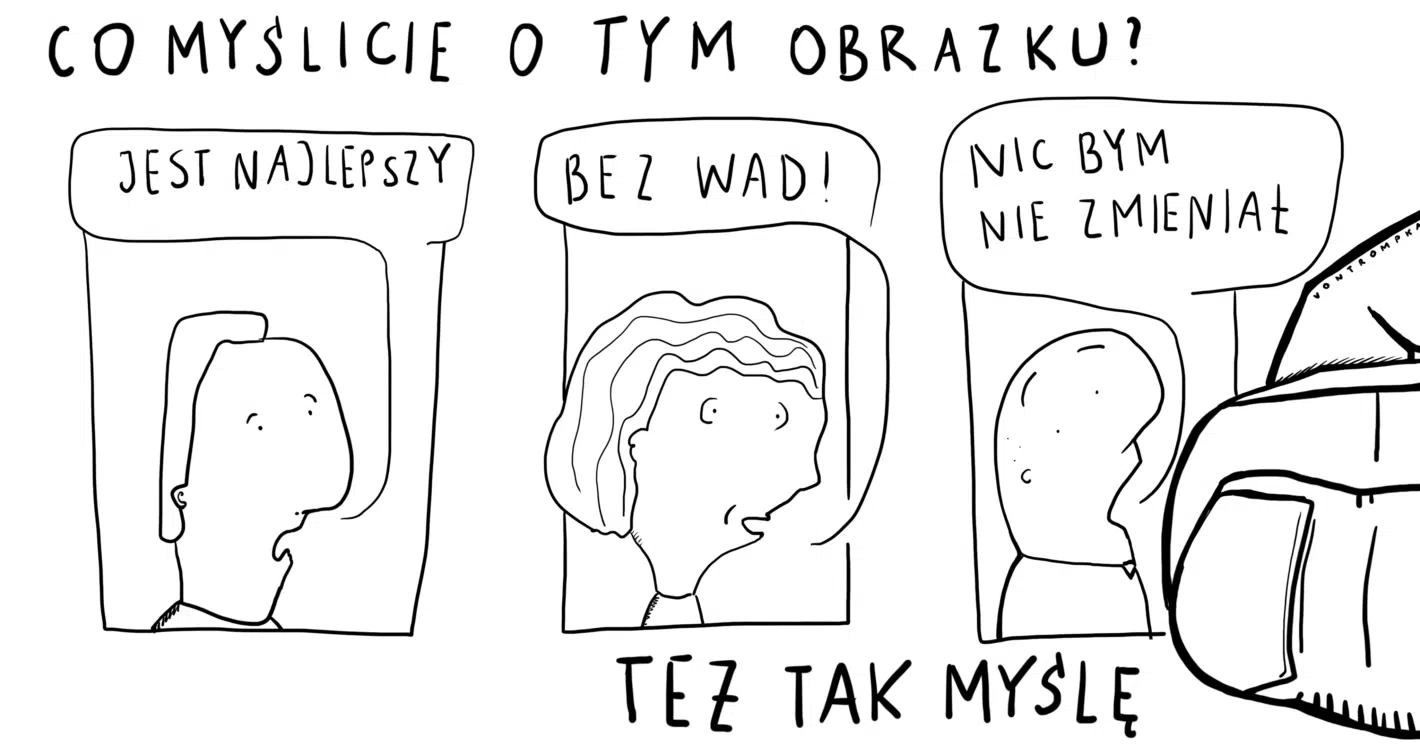 CO MYŚLICIE O TYM OBRAZKU?
JEST NAJLEPSZY
BEZ WAD!
NIC BYM
NIE ZMIENIAŁ
VONTROMPKA
TEŻ TAK MYŚLĘ